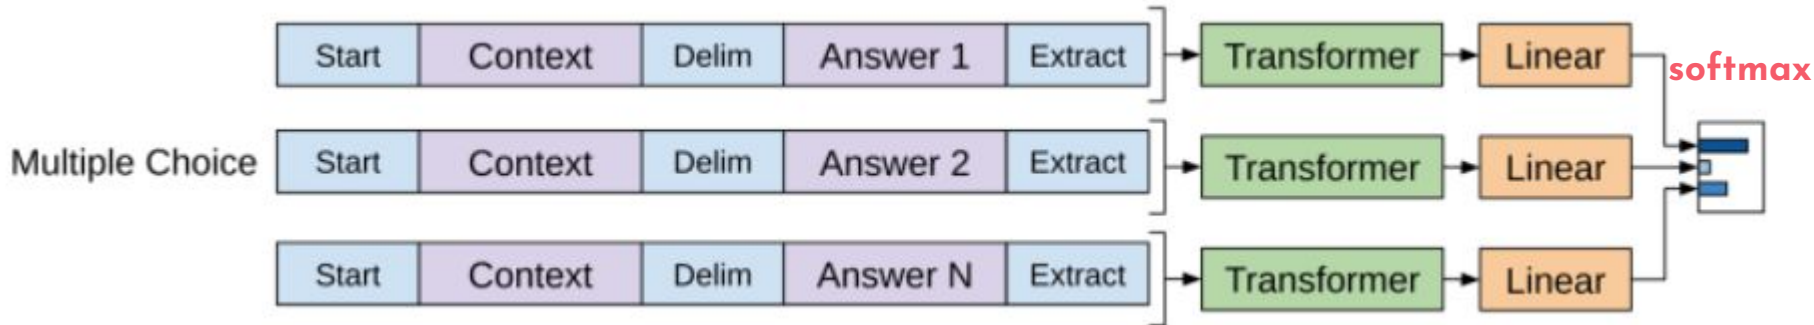 Start Context Delim Answer 1 Extract Transformer Linear
softmax
Multiple Choice Start Context Delim Answer 2 Extract Transformer Linear
Start Context Delim Answer N Extract Transformer Linear